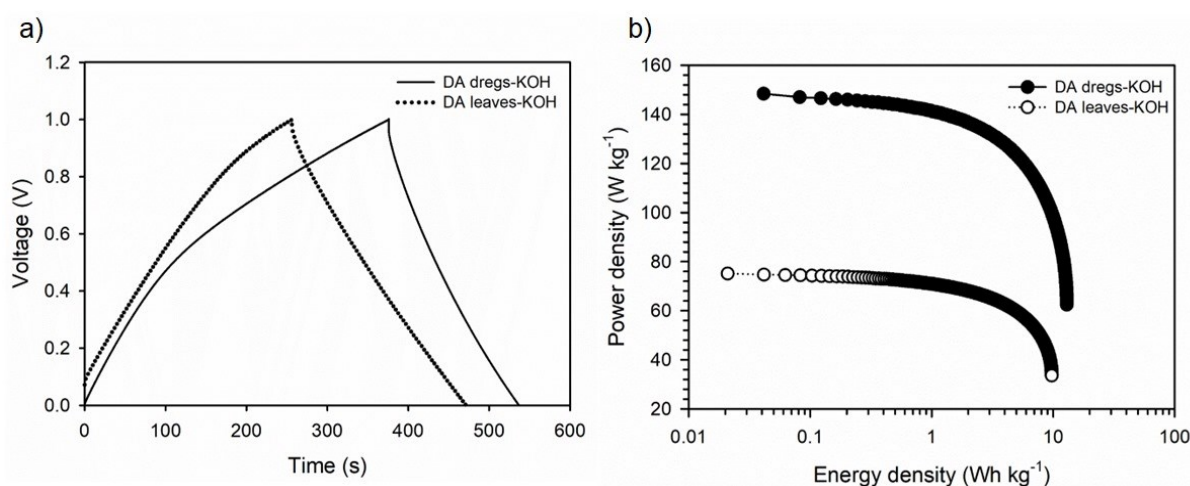 a)
1.2
1.0
0.8
0.6
0.4
0.2
0.0
Voltage (V)
DA dregs-KOH
DA leaves-KOH
0
100
200
300
400
500
600
Time (s)
b)
160
140
120
100
80
60
40
20
Power density (W kg⁻¹)
DA dregs-KOH
DA leaves-KOH
0.01
0.1
1
10
100
Energy density (Wh kg⁻¹)